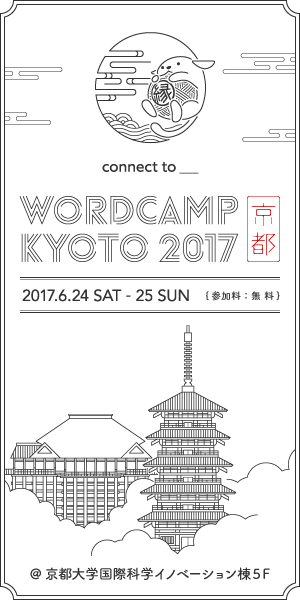 縁
connect to __
WORDCAMP
KYOTO 2017
京都
2017.6.24 SAT - 25 SUN { 参加料：無料 }
@ 京都大学国際科学イノベーション棟5F